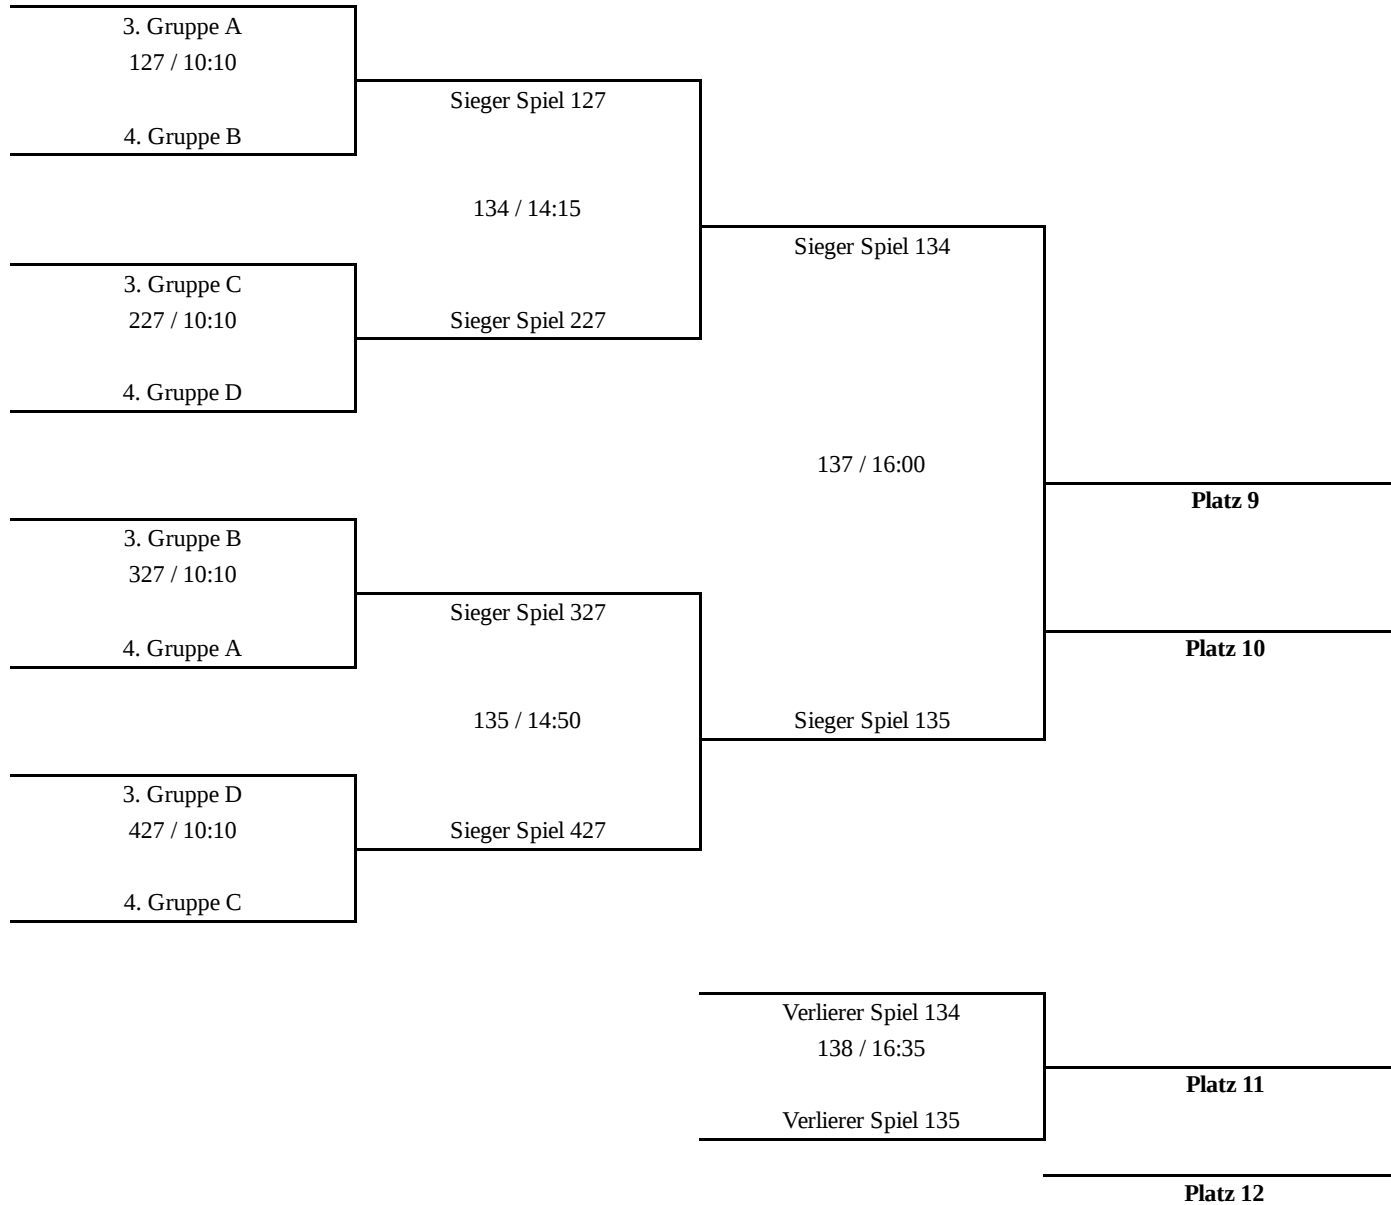 3. Gruppe A
127 / 10:10
Sieger Spiel 127
4. Gruppe B
134 / 14:15
Sieger Spiel 134
3. Gruppe C
227 / 10:10
Sieger Spiel 227
4. Gruppe D
137 / 16:00
Platz 9
3. Gruppe B
327 / 10:10
Sieger Spiel 327
4. Gruppe A
Platz 10
135 / 14:50
Sieger Spiel 135
3. Gruppe D
427 / 10:10
Sieger Spiel 427
4. Gruppe C
Verlierer Spiel 134
138 / 16:35
Platz 11
Verlierer Spiel 135
Platz 12